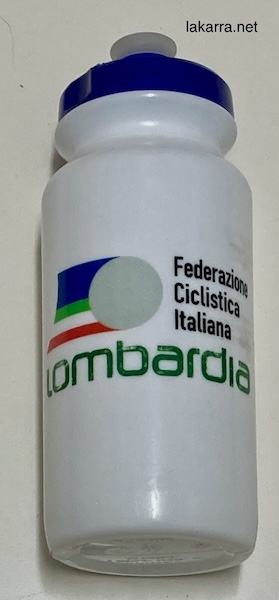 lakarra.net
Federazione
Ciclistica
Italiana
Lombardia